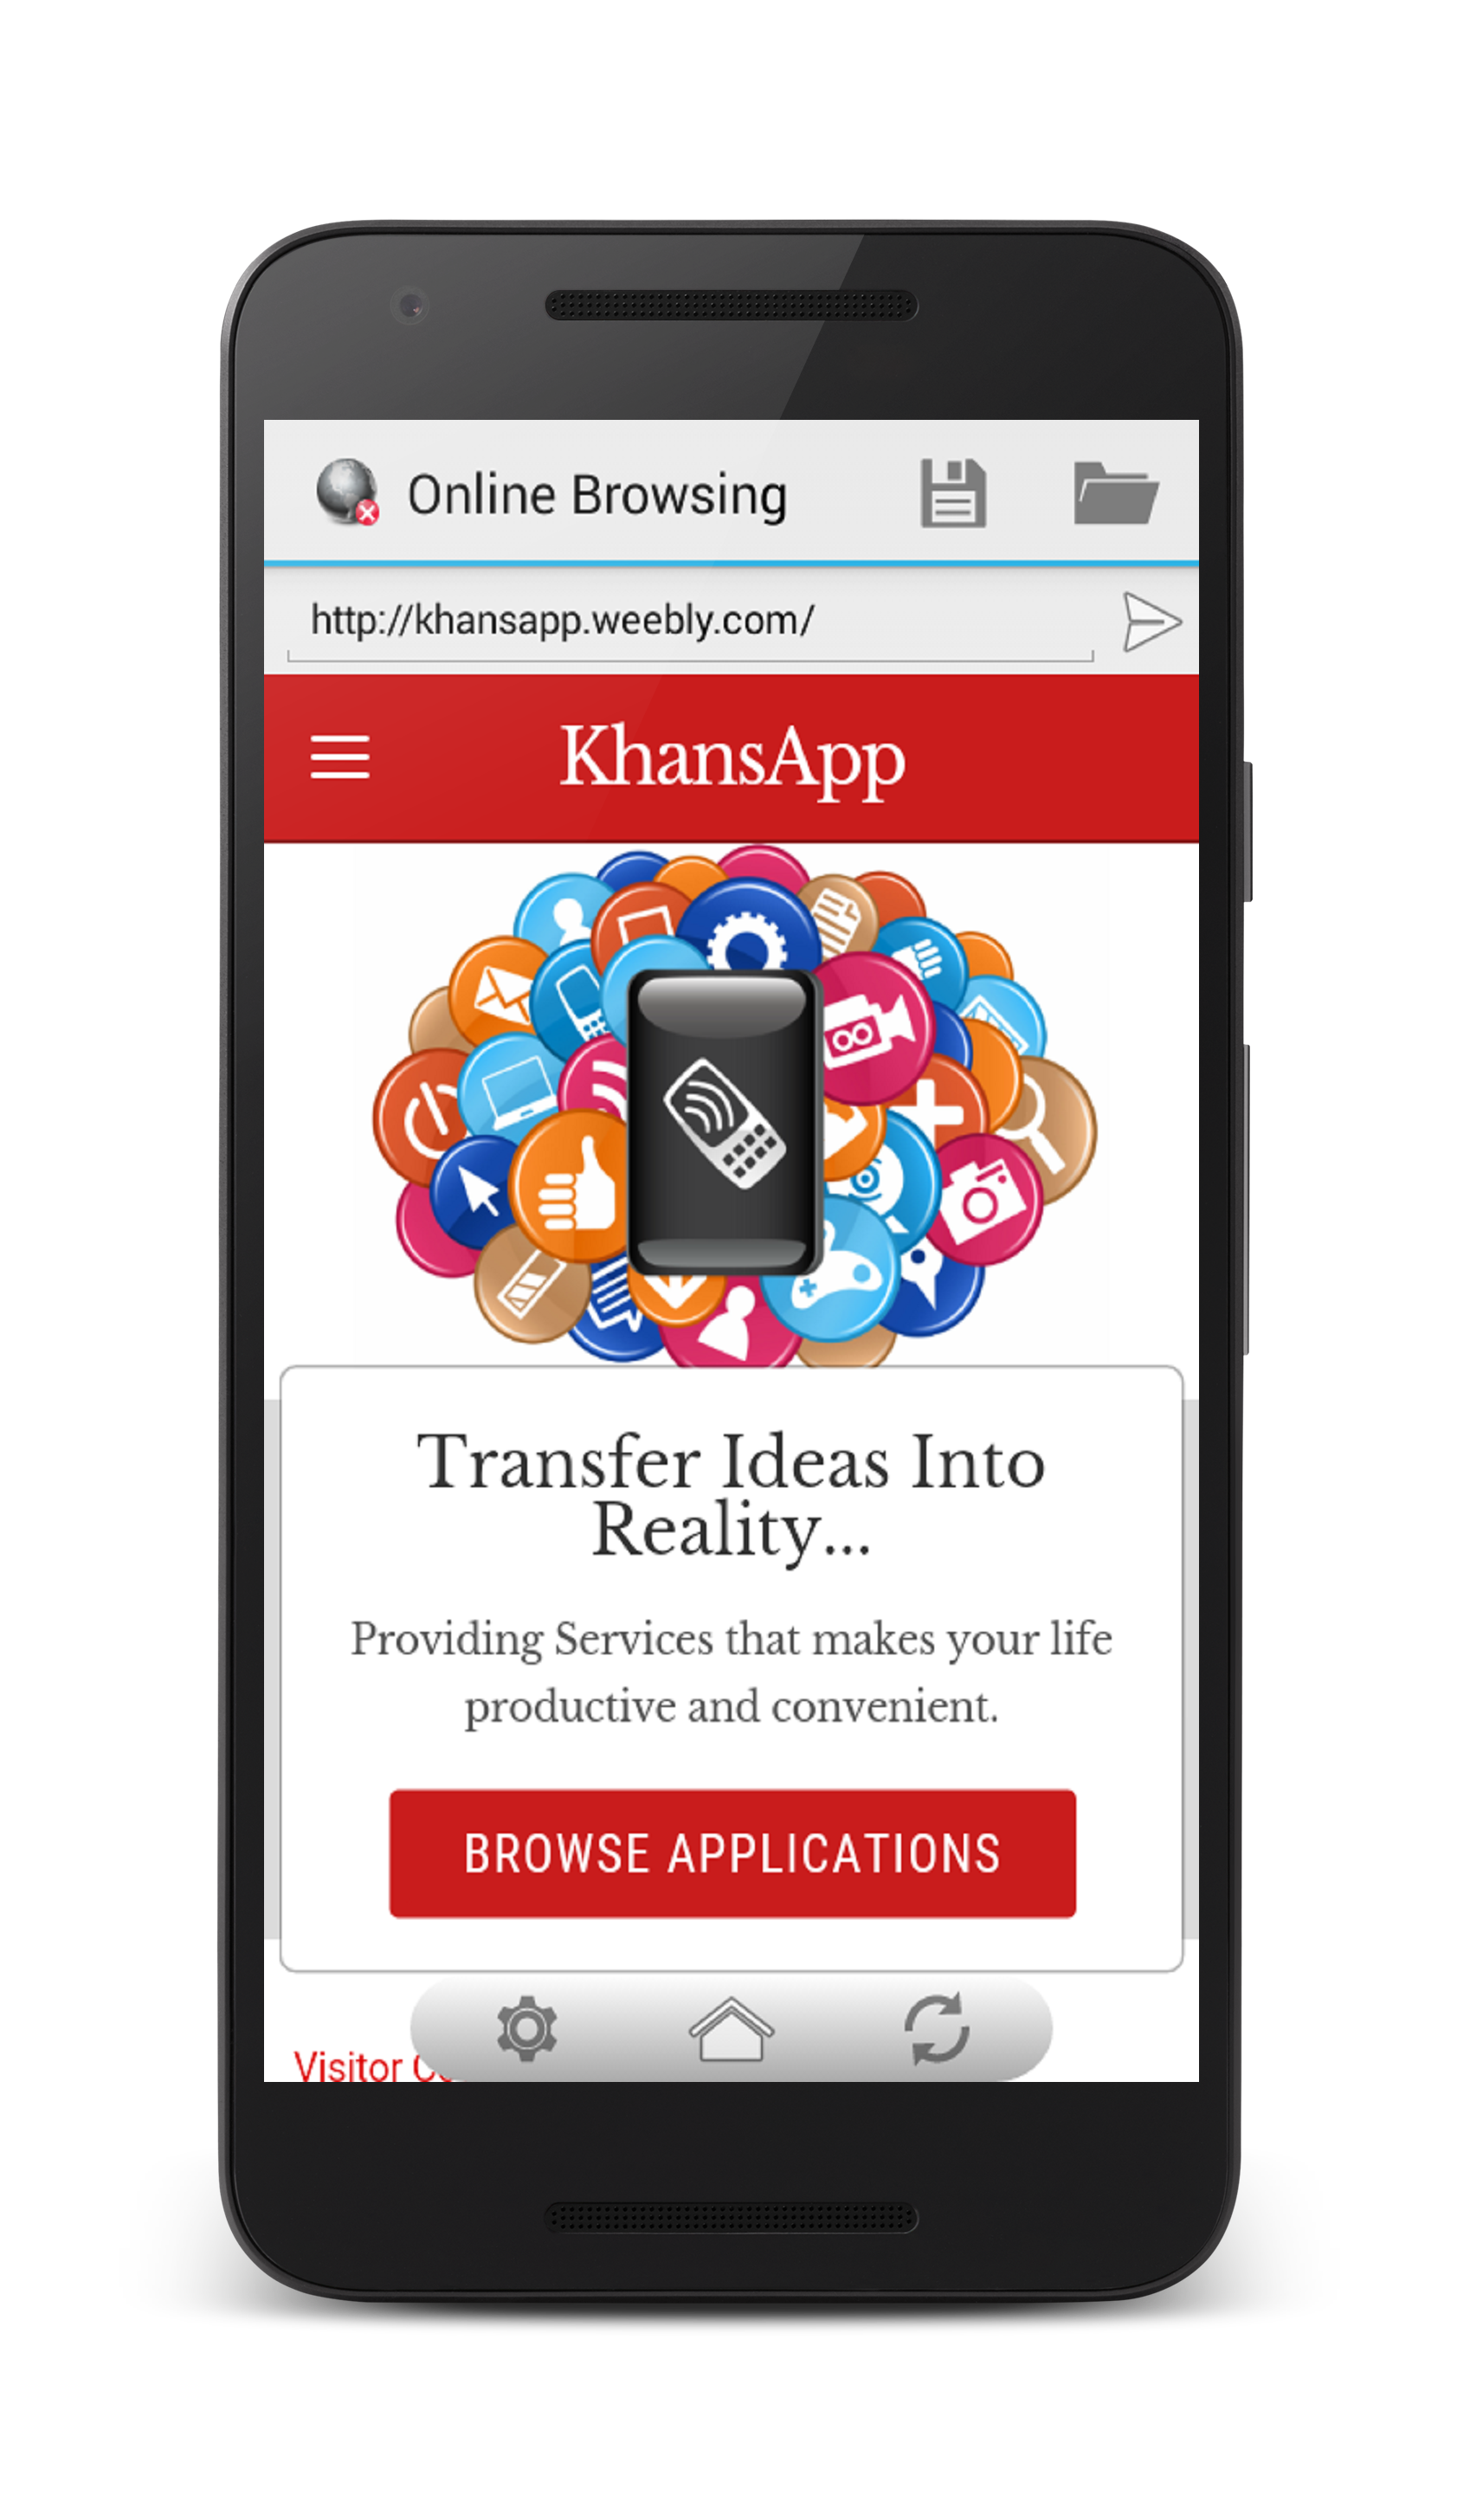 Online Browsing
http://khansapp.weebly.com/
KhansApp
Transfer Ideas Into
Reality...
Providing Services that makes your life
productive and convenient.
BROWSE APPLICATIONS
Visitor